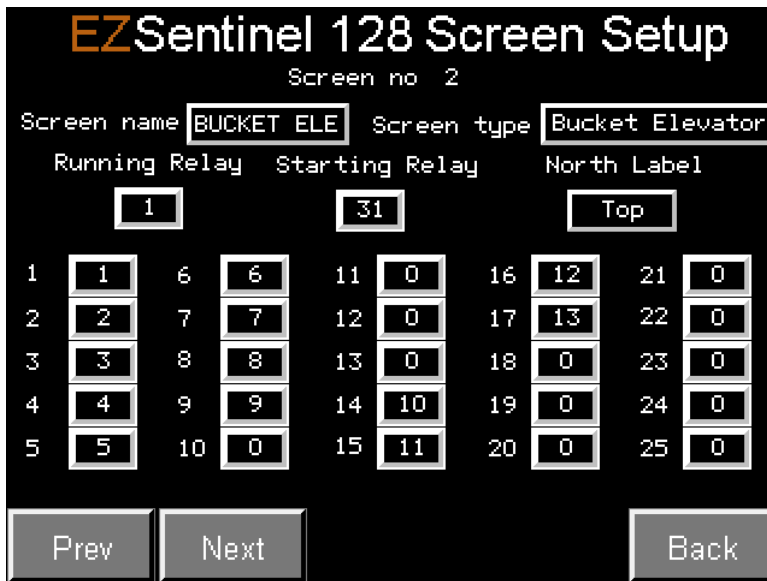 EZSentinel 128 Screen Setup
Screen no 2
Screen name BUCKET ELE Screen type Bucket Elevator
Running Relay Starting Relay North Label
1 31 Top
1 1 6 6 11 0 16 12 21 0
2 2 7 7 12 0 17 13 22 0
3 3 8 8 13 0 18 0 23 0
4 4 9 9 14 10 19 0 24 0
5 5 10 0 15 11 20 0 25 0
Prev Next Back